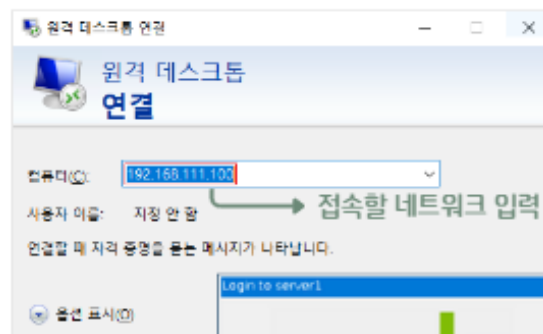 원격 데스크톱 연결
원격 데스크톱
연결
컴퓨터(C):
192.168.111.100
접속할 네트워크 입력
사용자 이름: 지정 안 함
연결할 때 자격 증명을 묻는 메시지가 나타납니다.
Login to server1
옵션 표시(O)